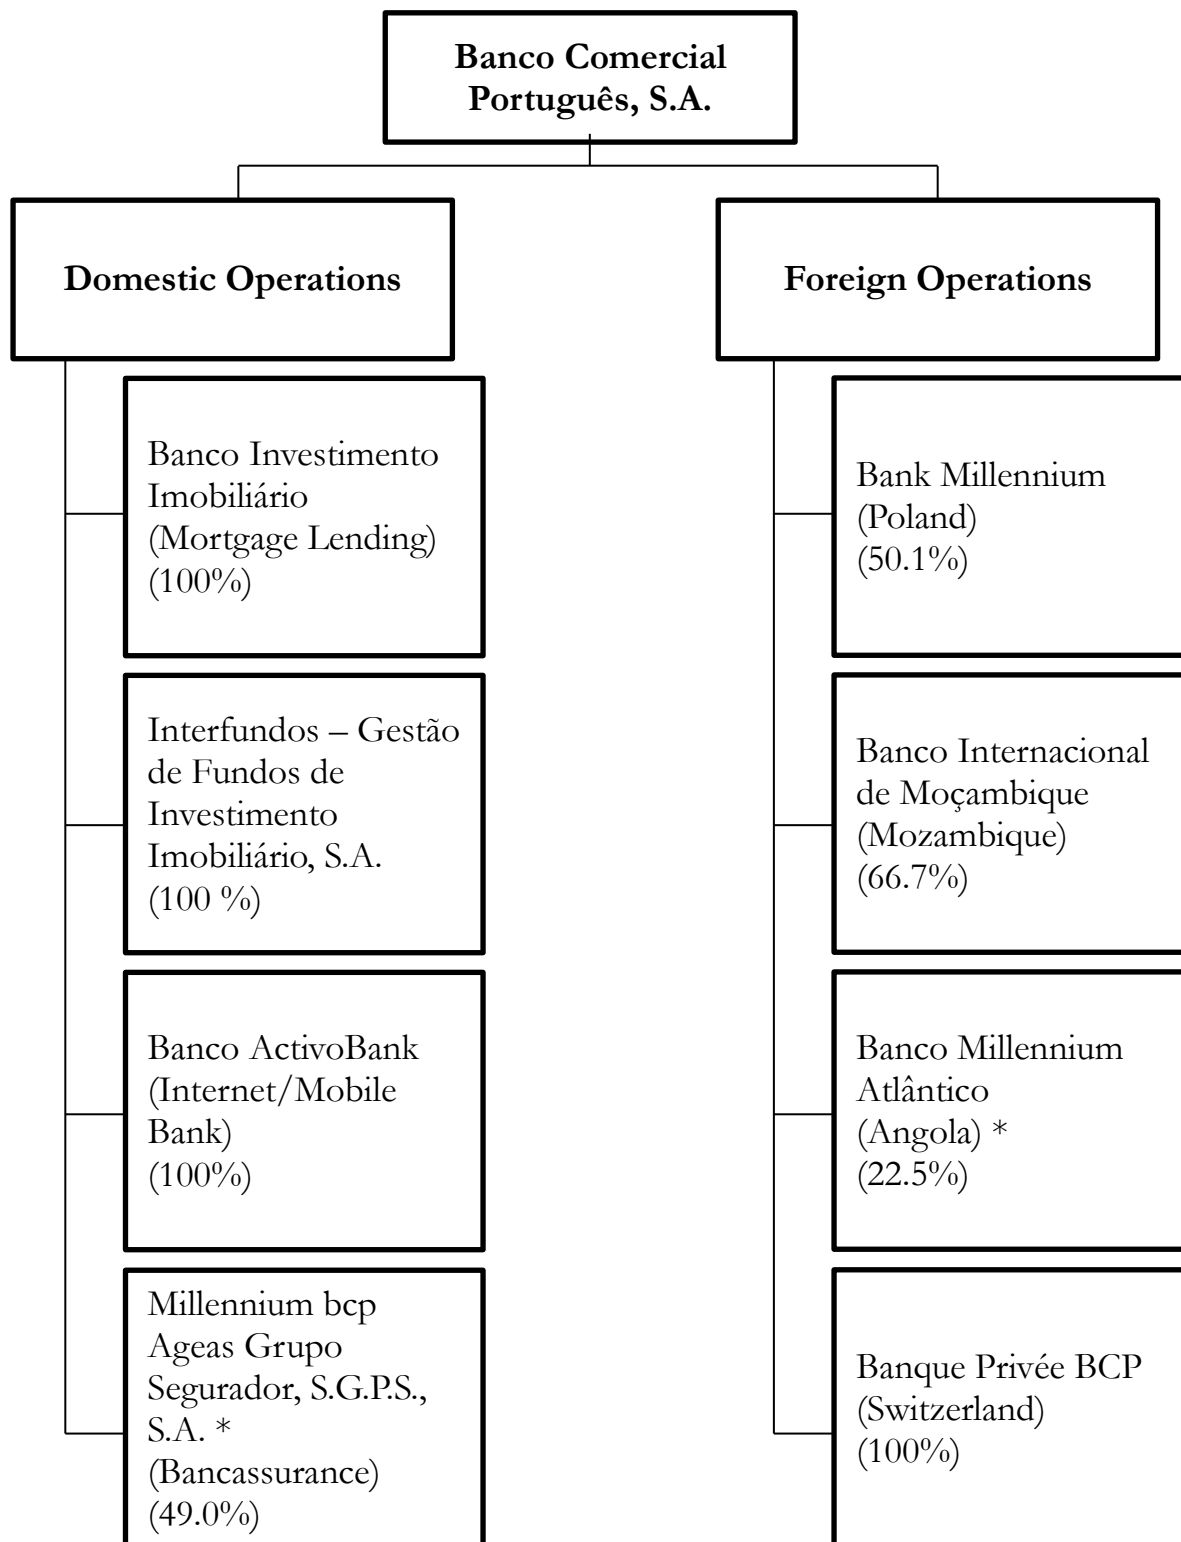 Banco Comercial
Português, S.A.
Domestic Operations
Banco Investimento
Imobiliário
(Mortgage Lending)
(100%)
Interfundos – Gestão
de Fundos de
Investimento
Imobiliário, S.A.
(100 %)
Banco ActivoBank
(Internet/Mobile
Bank)
(100%)
Millennium bcp
Ageas Grupo
Segurador, S.G.P.S.,
S.A. *
(Bancassurance)
(49.0%)
Foreign Operations
Bank Millennium
(Poland)
(50.1%)
Banco Internacional
de Moçambique
(Mozambique)
(66.7%)
Banco Millennium
Atlântico
(Angola) *
(22.5%)
Banque Privée BCP
(Switzerland)
(100%)